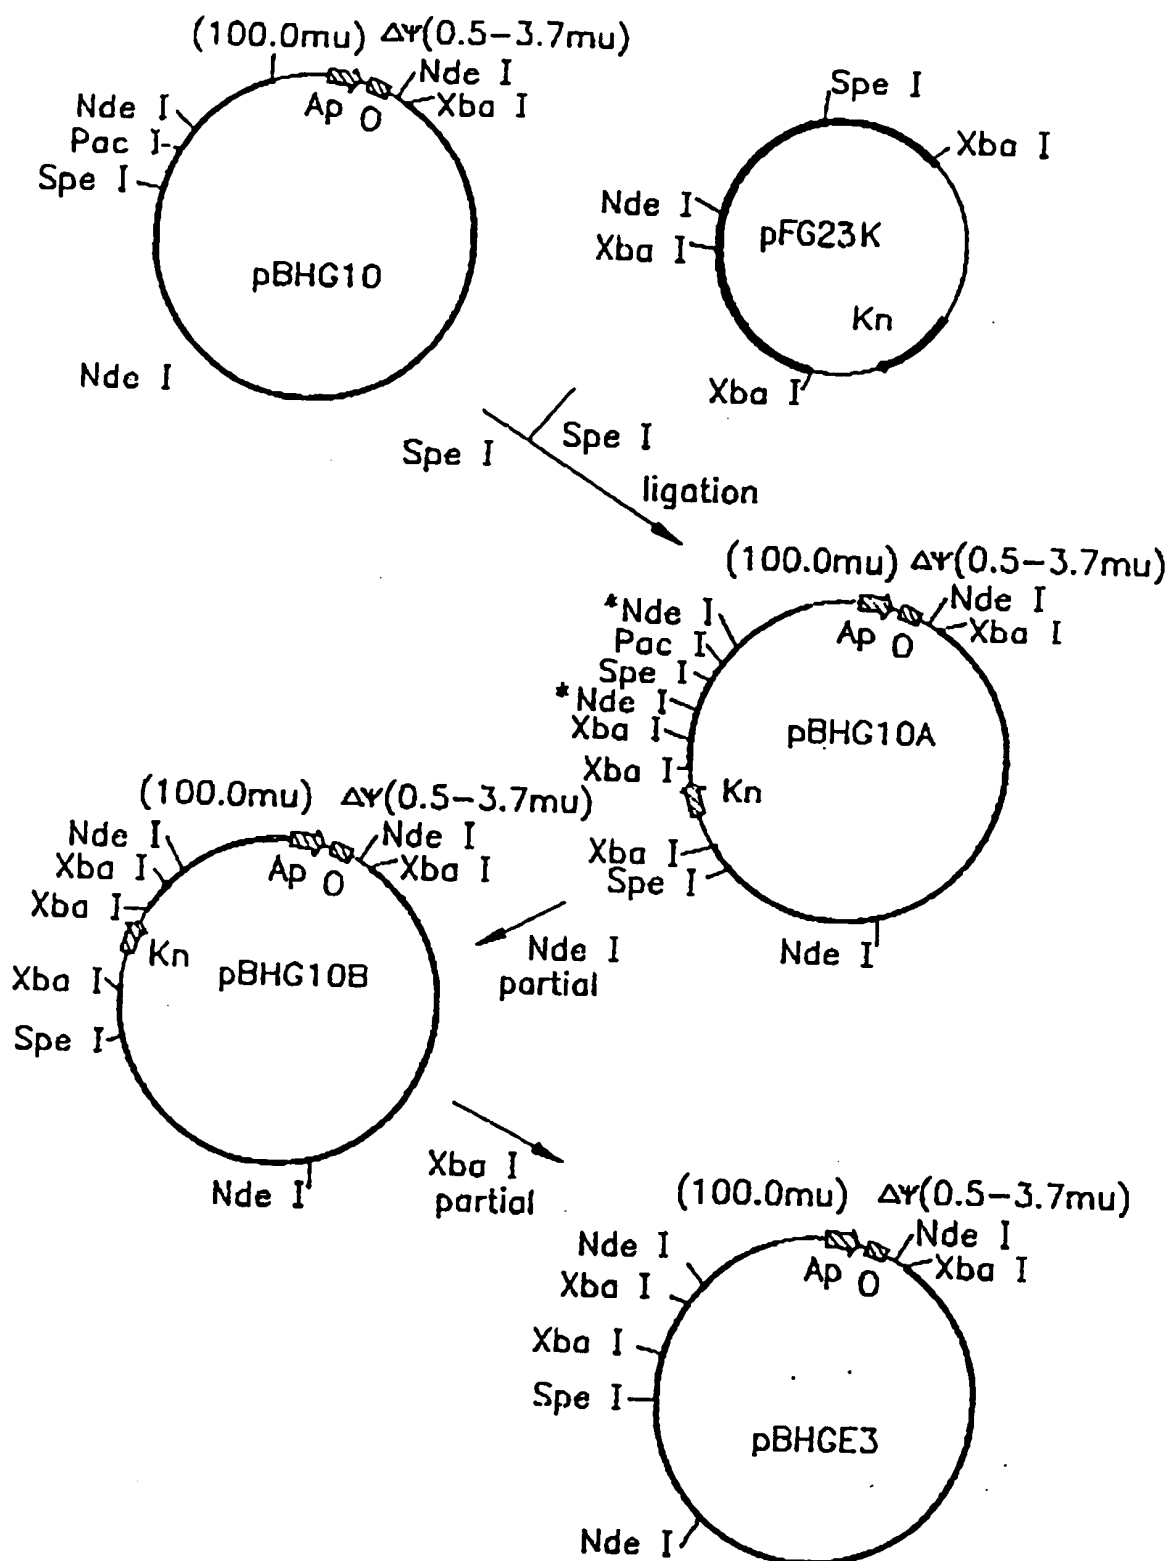 (100.0mu) ΔΨ(0.5-3.7mu)
Nde I
Xba I
Ap O
Nde I
Pac I
Spe I
pBHG10
Nde I
Spe I
Xba I
Nde I
Xba I
pFG23K
Kn
Xba I
Spe I
Spe I
ligation
(100.0mu) ΔΨ(0.5-3.7mu)
Nde I
Xba I
Ap O
*Nde I
Pac I
Spe I
*Nde I
Xba I
Xba I
Kn
pBHG10A
Xba I
Spe I
Nde I
Nde I
partial
(100.0mu) ΔΨ(0.5-3.7mu)
Nde I
Xba I
Ap O
Nde I
Xba I
Xba I
Kn
pBHG10B
Xba I
Spe I
Nde I
Xba I
partial
(100.0mu) ΔΨ(0.5-3.7mu)
Nde I
Xba I
Ap O
Nde I
Xba I
Xba I
Spe I
pBHGE3
Nde I